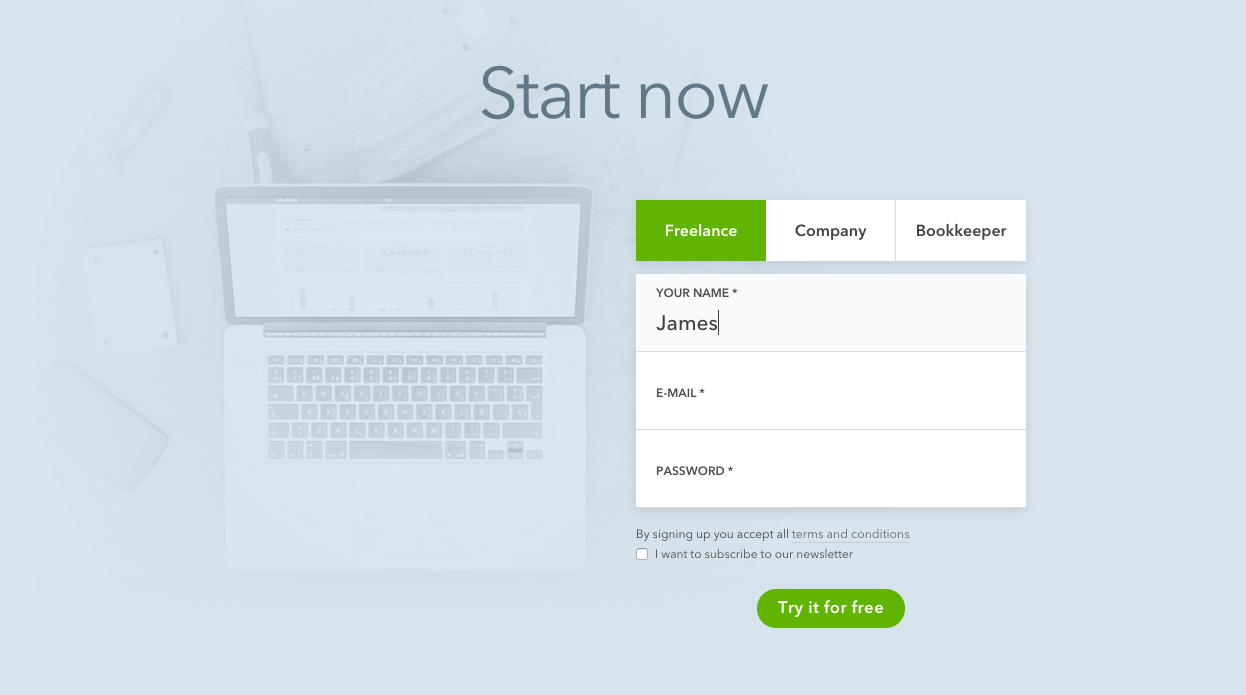 Start now
Freelance
Company
Bookkeeper
YOUR NAME *
James
E-MAIL *
PASSWORD *
By signing up you accept all terms and conditions
I want to subscribe to our newsletter
Try it for free